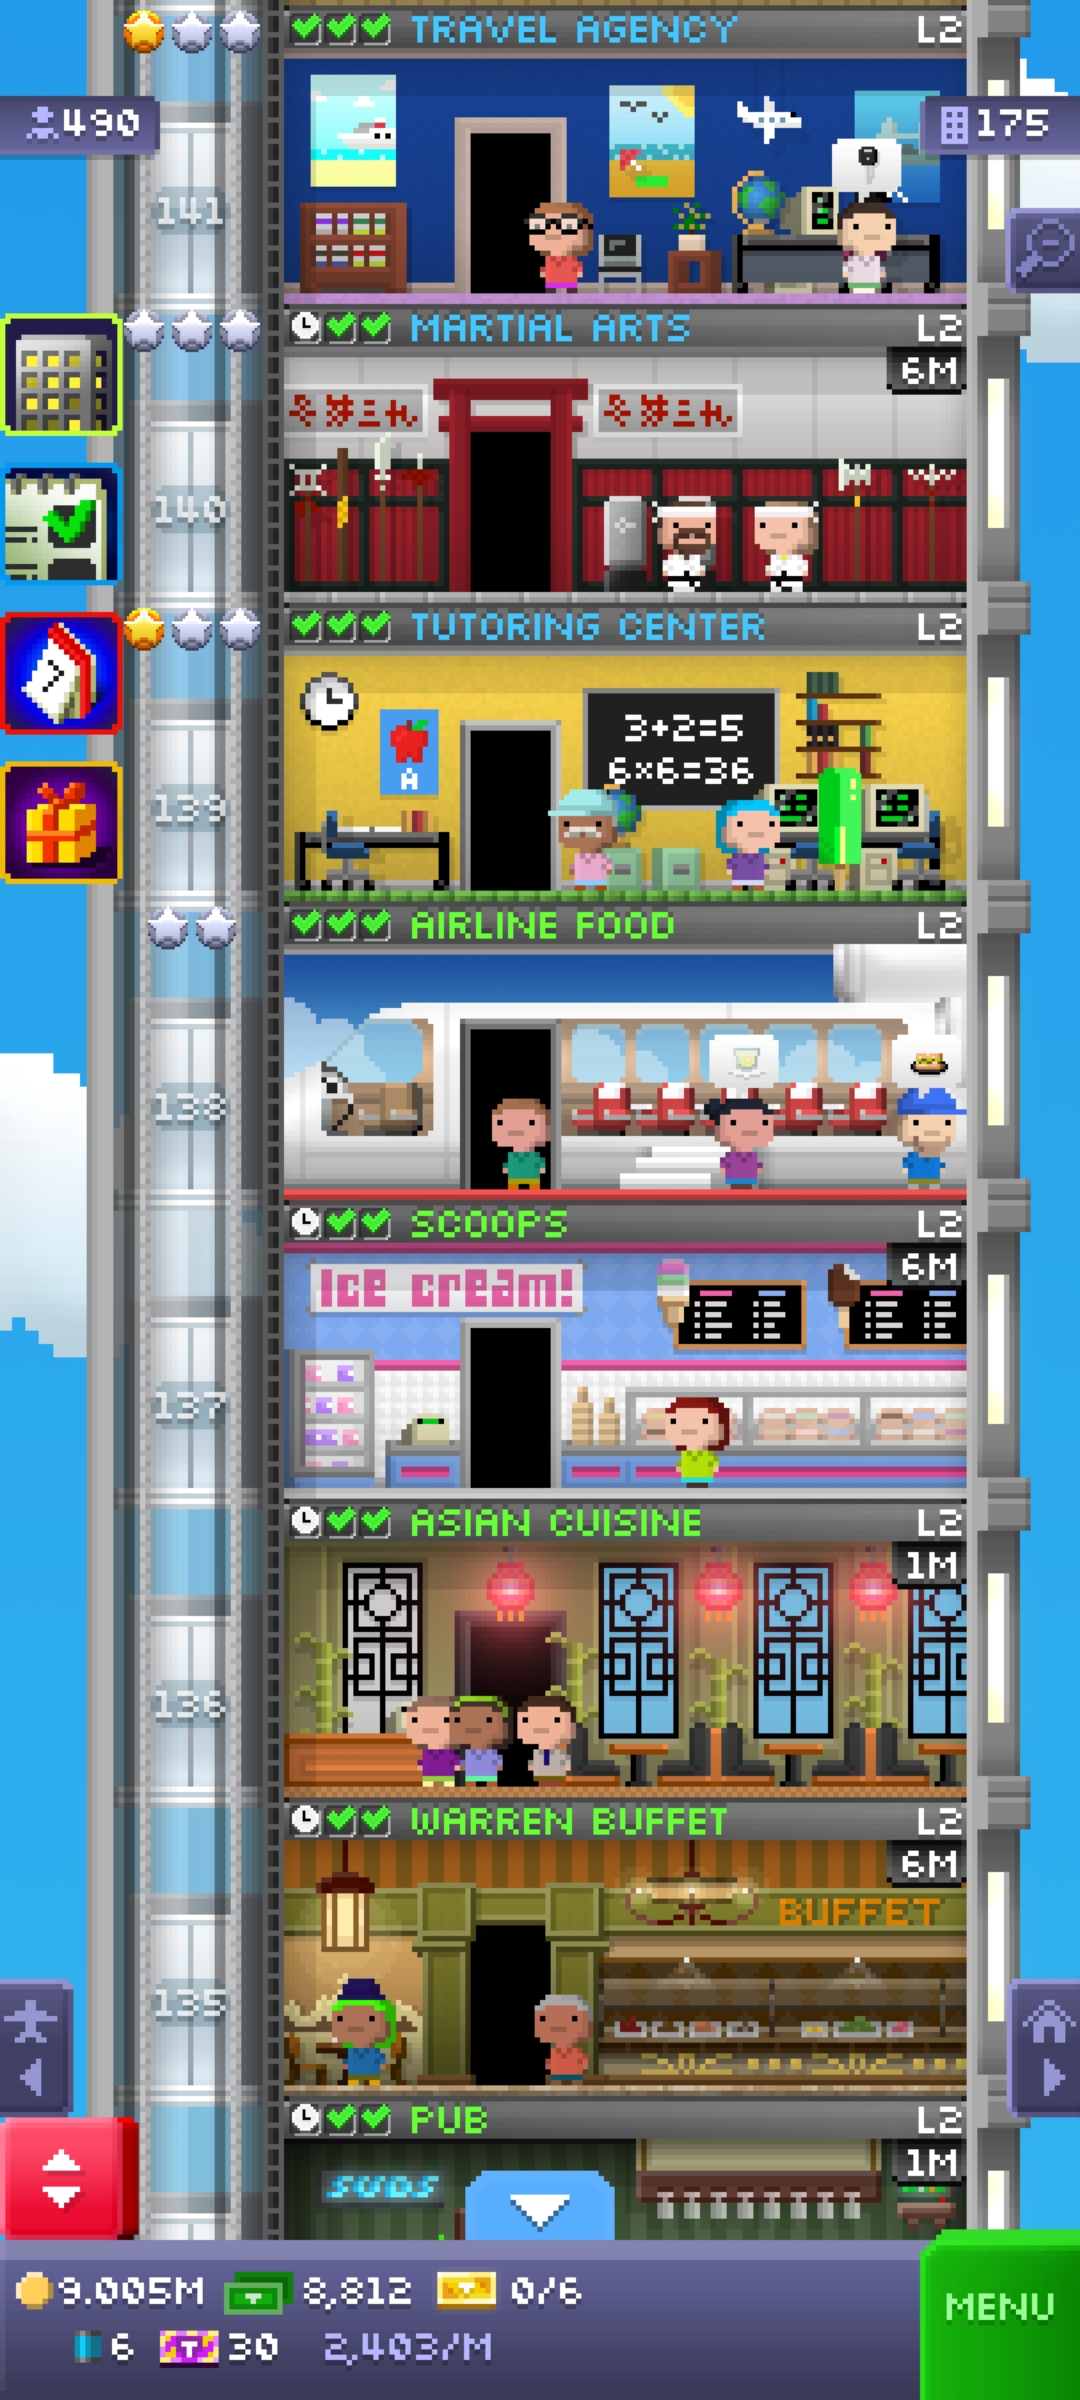 TRAVEL AGENCY L2
490
175
141
MARTIAL ARTS L2
6M
140
TUTORING CENTER L2
3+2=5
6x6=36
A
139
AIRLINE FOOD L2
138
SCOOPS L2
6M
Ice cream!
137
ASIAN CUISINE L2
1M
136
WARREN BUFFET L2
6M
BUFFET
135
PUB L2
1M
SUDS
9.005M 8,812 0/6
MENU
6 T 30 2,403/M